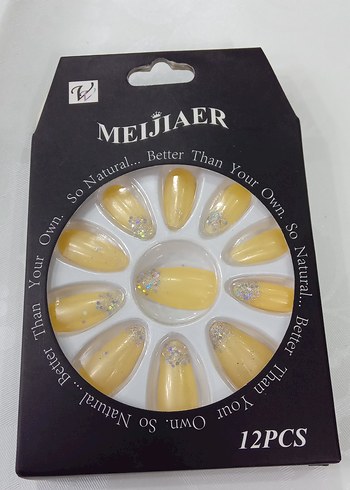 MEIJIAER
So Natural... Better Than Your Own. So Natural... Better Than Your Own. So Natural... Better Than Your Own.
12PCS